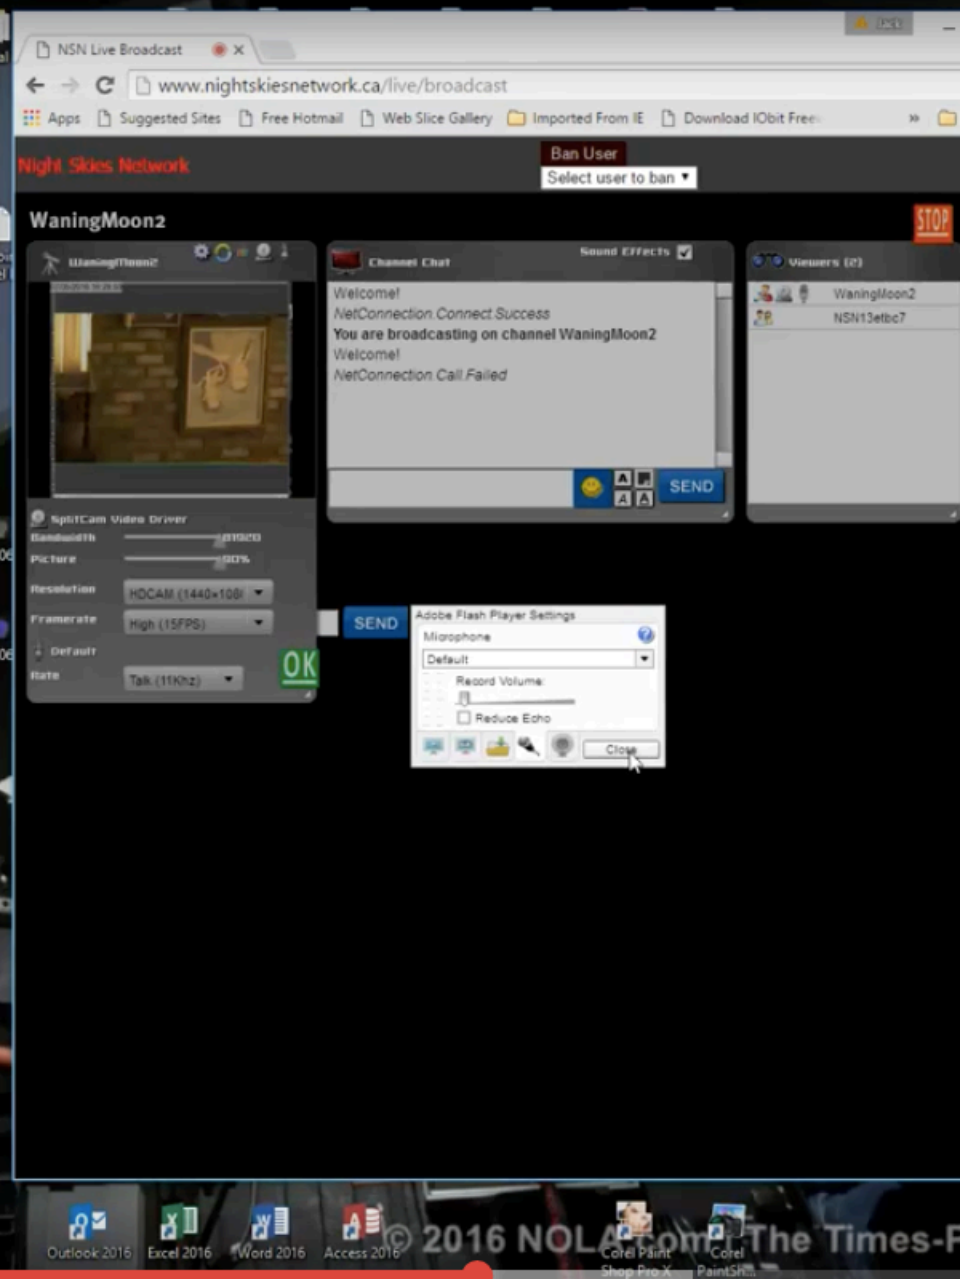 Jack
NSN Live Broadcast
www.nightskiesnetwork.ca/live/broadcast
Apps Suggested Sites Free Hotmail Web Slice Gallery Imported From IE Download IObit Free
Night Skies Network
Ban User
Select user to ban
WaningMoon2
STOP
WaningMoon2
Channel Chat
Sound Effects
Viewers (2)
Welcome!
NetConnection.Connect.Success
You are broadcasting on channel WaningMoon2
Welcome!
NetConnection.Call.Failed
SEND
WaningMoon2
NSN13etbc7
SplitCam Video Driver
Bandwidth
Picture 90%
Resolution HDCAM (1440x108
Framerate High (15FPS)
Default
Rate Talk (11Khz)
OK
SEND
Adobe Flash Player Settings
Microphone
Default
Record Volume:
Reduce Echo
Close
Outlook 2016 Excel 2016 Word 2016 Access 2016
Corel Paint
Shop Pro X
Corel
PaintSh...
© 2016 NOLA.com The Times-P